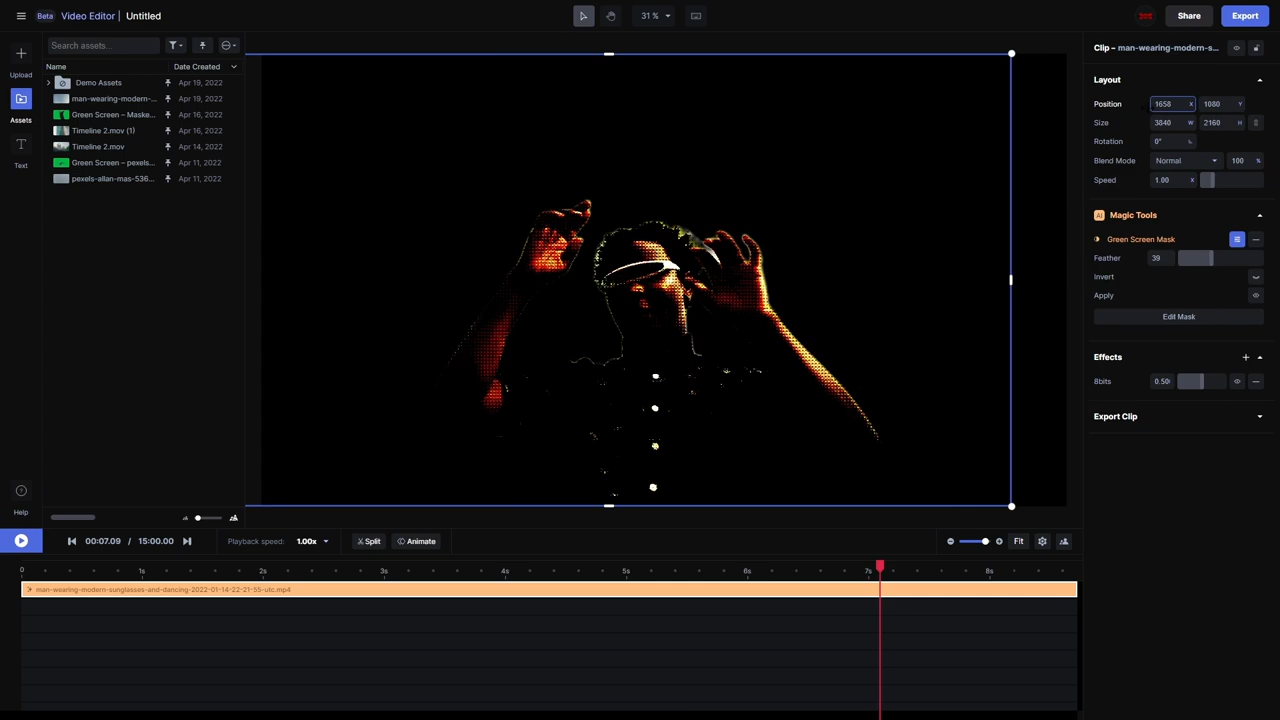 Beta Video Editor | Untitled
31 %
Share
Export
Upload
Assets
Text
Help
Search assets...
Name Date Created
Demo Assets Apr 19, 2022
man-wearing-modern-... Apr 19, 2022
Green Screen – Maske... Apr 16, 2022
Timeline 2.mov (1) Apr 16, 2022
Timeline 2.mov Apr 14, 2022
Green Screen – pexels... Apr 11, 2022
pexels-allan-mas-536... Apr 11, 2022
Clip – man-wearing-modern-s...
Layout
Position 1658 X 1080 Y
Size 3840 W 2160 H
Rotation 0°
Blend Mode Normal 100 %
Speed 1.00 X
AI Magic Tools
Green Screen Mask
Feather 39
Invert
Apply
Edit Mask
Effects
8bits 0.50
Export Clip
00:07.09 / 15:00.00
Playback speed: 1.00x
Split
Animate
Fit
0 1s 2s 3s 4s 5s 6s 7s 8s
man-wearing-modern-sunglasses-and-dancing-2022-01-14-22-21-55-utc.mp4